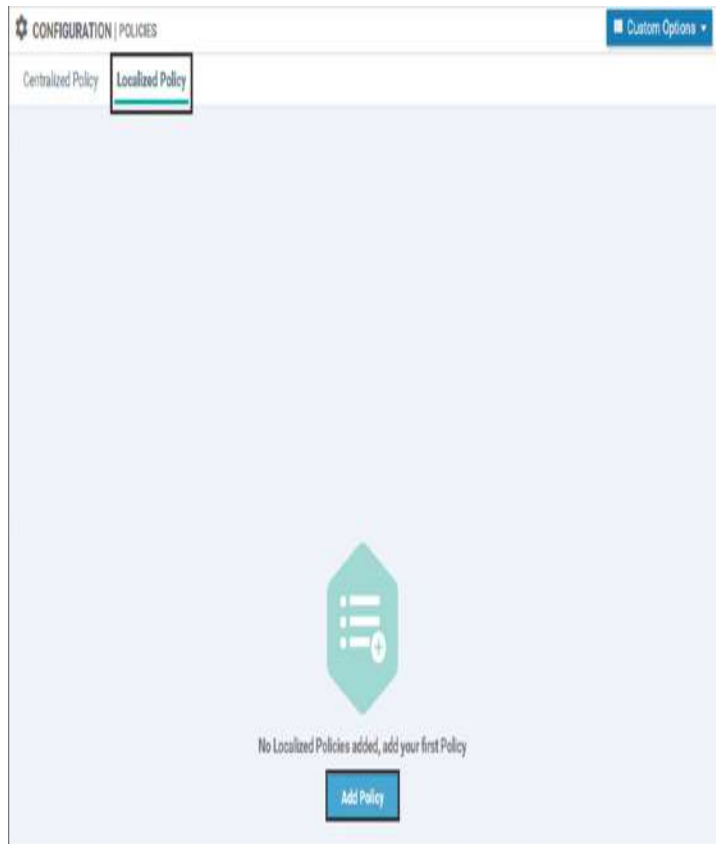 CONFIGURATION | POLICIES
Custom Options
Centralized Policy
Localized Policy
No Localized Policies added, add your first Policy
Add Policy